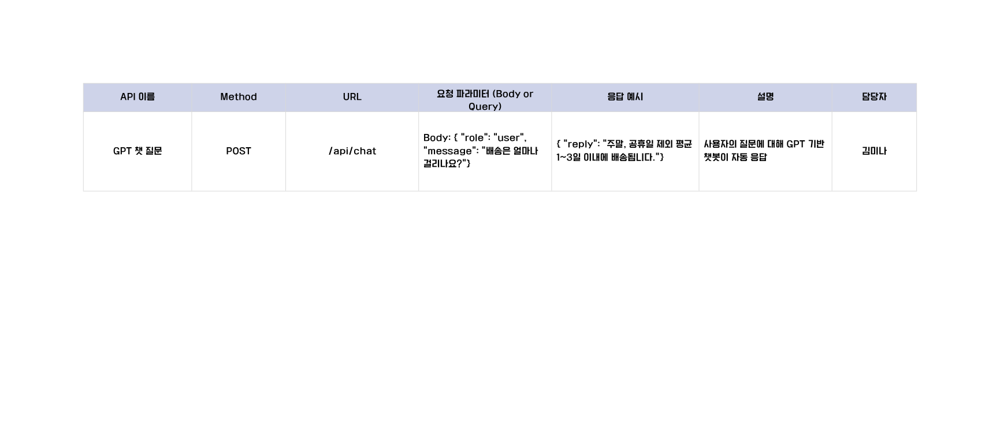 API 이름
Method
URL
요청 파라미터 (Body or
Query)
응답 예시
설명
담당자
GPT 챗 질문
POST
/api/chat
Body: { "role": "user",
"message": "배송은 얼마나
걸리나요?"}
{ "reply": "주말, 공휴일 제외 평균
1~3일 이내에 배송됩니다."}
사용자의 질문에 대해 GPT 기반
챗봇이 자동 응답
김미나